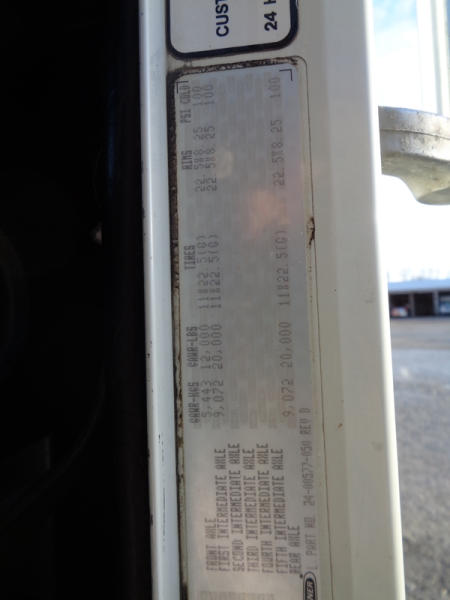 CUST
24 H
GAWR-KGS GAWR-LBS TIRES RIMS PSI COLD
FRONT AXLE 5,443 12,000 11R22.5(G) 22.5X8.25 100
FIRST INTERMEDIATE AXLE 9,072 20,000 11R22.5(G) 22.5X8.25 100
SECOND INTERMEDIATE AXLE
THIRD INTERMEDIATE AXLE
FOURTH INTERMEDIATE AXLE
FIFTH INTERMEDIATE AXLE
REAR AXLE 9,072 20,000 11R22.5(G) 22.5X8.25 100
PART NO. 24-00577-050 REV D